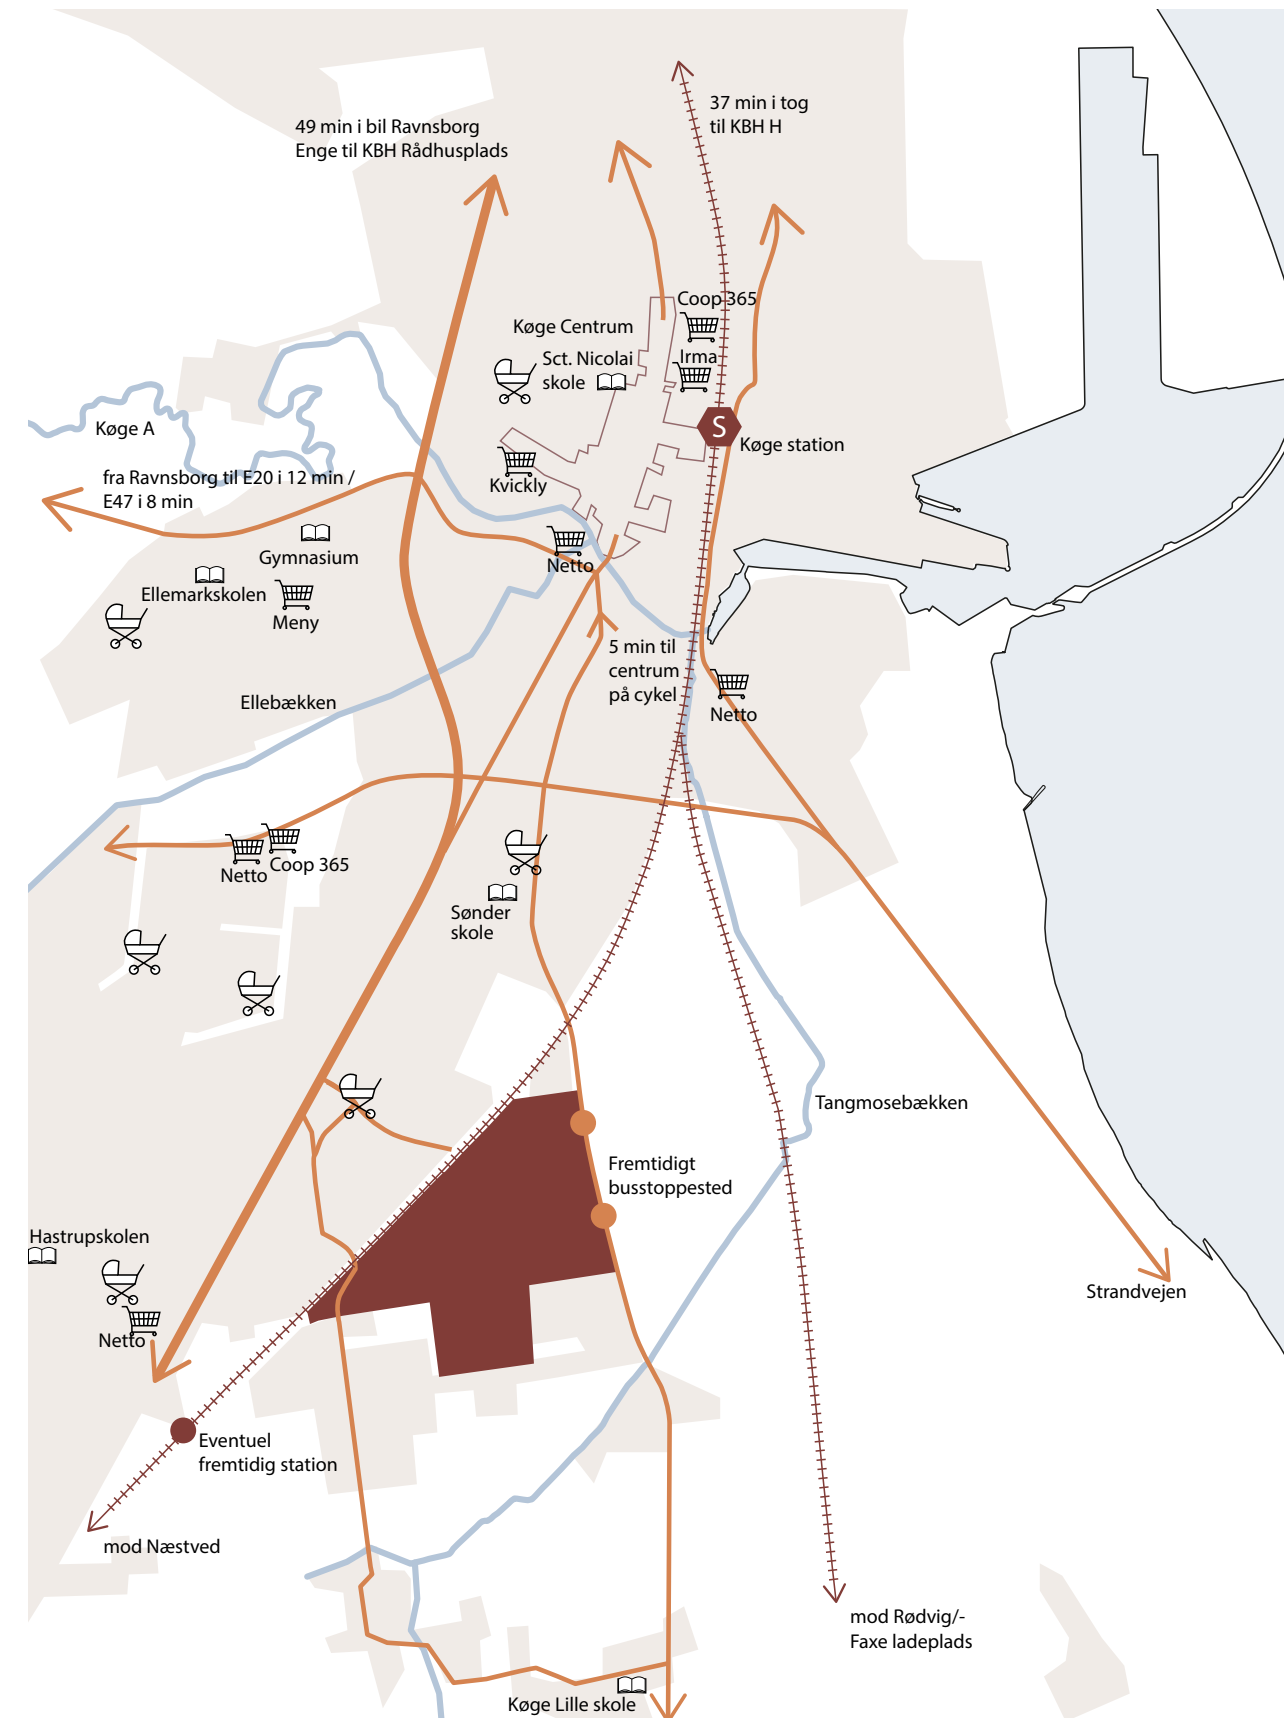 37 min i tog
til KBH H
49 min i bil Ravnsborg
Enge til KBH Rådhusplads
Coop 365
Køge Centrum
Irma
Sct. Nicolai
skole
S
Køge station
Køge A
fra Ravnsborg til E20 i 12 min /
E47 i 8 min
Kvickly
Gymnasium
Netto
Ellemarkskolen
Meny
5 min til
centrum
på cykel
Ellebækken
Netto
Netto
Coop 365
Sønder
skole
Tangmosebækken
Fremtidigt
busstoppested
Hastrupskolen
Strandvejen
Netto
Eventuel
fremtidig station
mod Næstved
mod Rødvig/-
Faxe ladeplads
Køge Lille skole